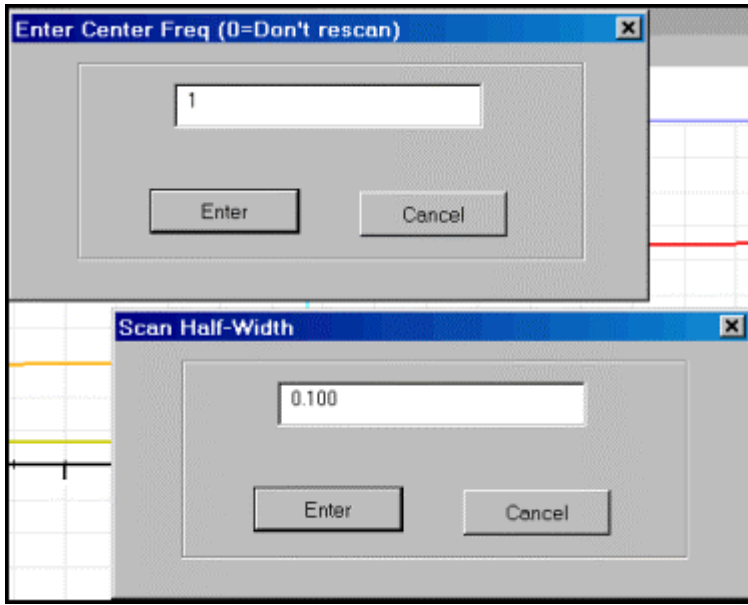 Enter Center Freq (0=Don't rescan)
1
Enter
Cancel
Scan Half-Width
0.100
Enter
Cancel